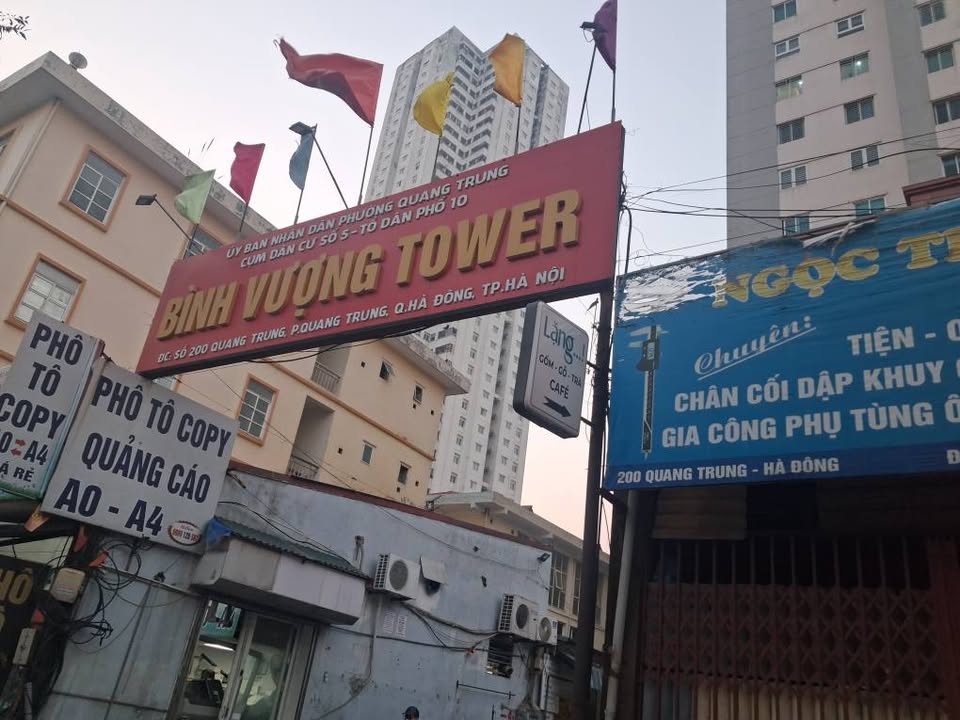 ỦY BAN NHÂN DÂN PHƯỜNG QUANG TRUNG
CỤM DÂN CƯ SỐ 5 - TỔ DÂN PHỐ 10
BÌNH VƯỢNG TOWER
ĐC: SỐ 200 QUANG TRUNG, P.QUANG TRUNG, Q.HÀ ĐÔNG, TP.HÀ NỘI
PHÔ
TÔ
COPY
A4
Á RẺ
PHÔ TÔ COPY
QUẢNG CÁO
A0 - A4
Làng...
GỐM - GỖ - TRÀ
CAFÉ
NGỌC
Chuyên:
TIỆN -
CHÂN CỐI DẬP KHUY
GIA CÔNG PHỤ TÙNG Ô
200 QUANG TRUNG - HÀ ĐÔNG